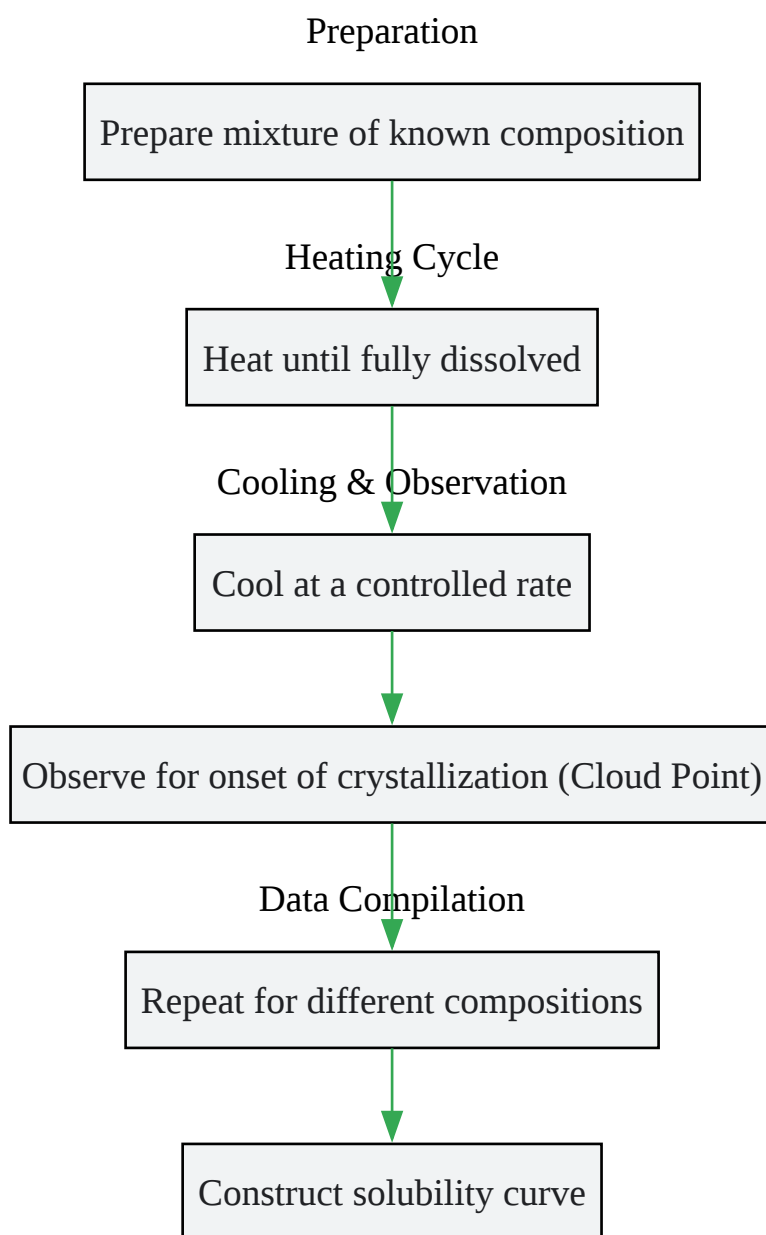 Preparation
Prepare mixture of known composition
Heating Cycle
Heat until fully dissolved
Cooling & Observation
Cool at a controlled rate
Observe for onset of crystallization (Cloud Point)
Data Compilation
Repeat for different compositions
Construct solubility curve